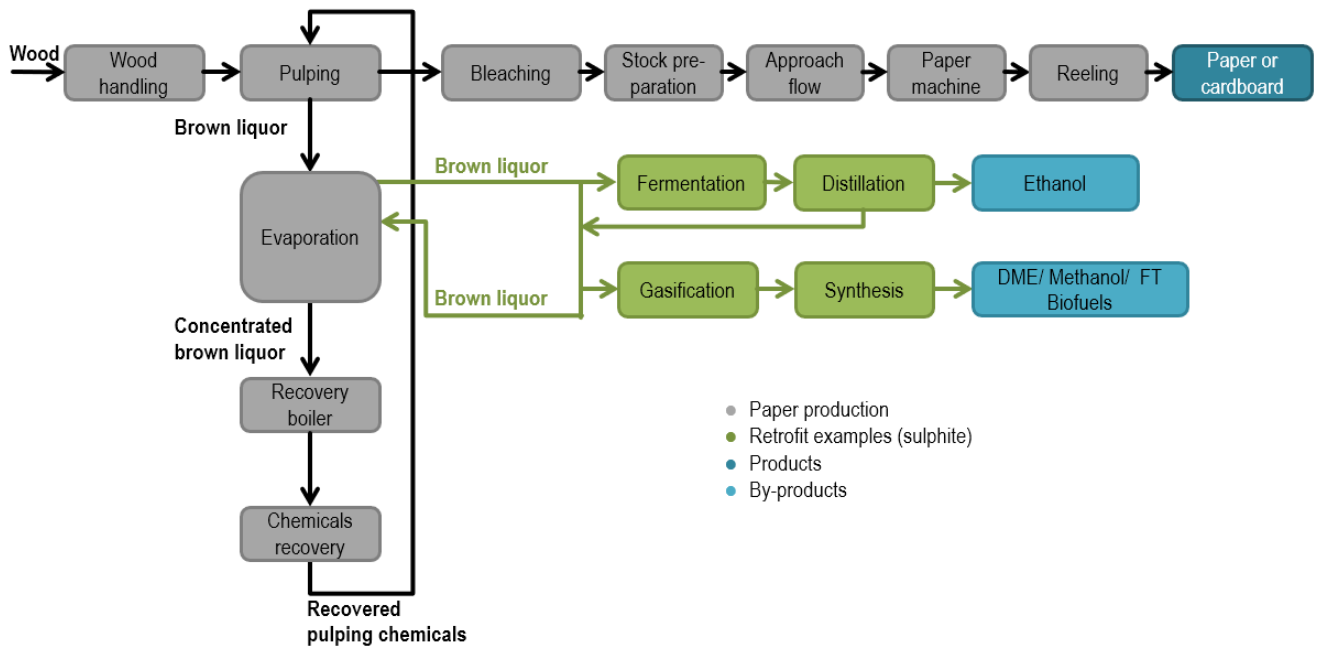 Wood
Wood
handling
Pulping
Bleaching
Stock pre-
paration
Approach
flow
Paper
machine
Reeling
Paper or
cardboard
Brown liquor
Brown liquor
Fermentation
Distillation
Ethanol
Evaporation
Brown liquor
Gasification
Synthesis
DME/ Methanol/ FT
Biofuels
Concentrated
brown liquor
Recovery
boiler
Paper production
Retrofit examples (sulphite)
Products
By-products
Chemicals
recovery
Recovered
pulping chemicals